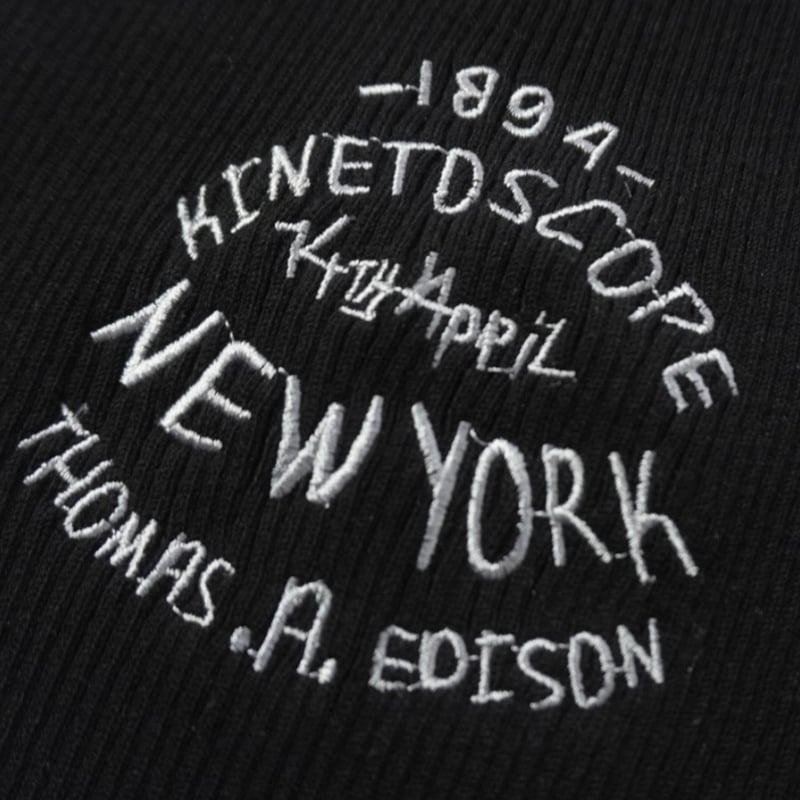 -1894-
KINETOSCOPE
14TH ApRiL
NEW YORK
THOMAS .A. EDISON